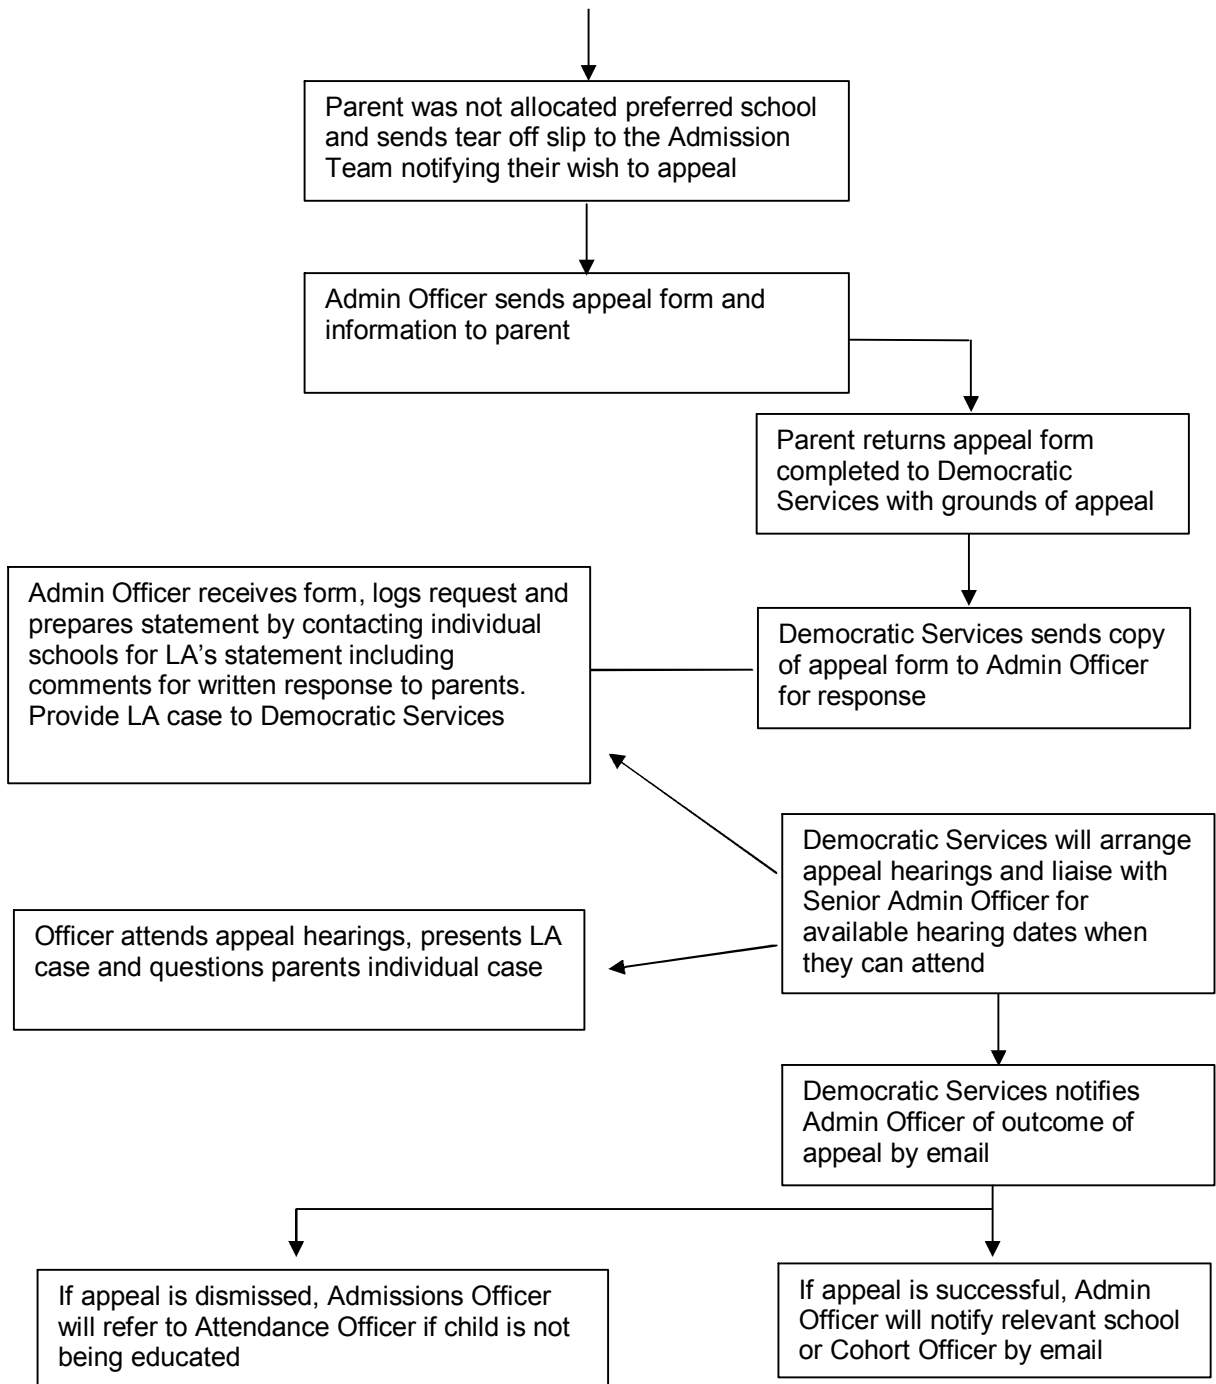 Parent was not allocated preferred school
and sends tear off slip to the Admission
Team notifying their wish to appeal
Admin Officer sends appeal form and
information to parent
Parent returns appeal form
completed to Democratic
Services with grounds of appeal
Admin Officer receives form, logs request and
prepares statement by contacting individual
schools for LA's statement including
comments for written response to parents.
Provide LA case to Democratic Services
Democratic Services sends copy
of appeal form to Admin Officer
for response
Democratic Services will arrange
appeal hearings and liaise with
Senior Admin Officer for
available hearing dates when
they can attend
Officer attends appeal hearings, presents LA
case and questions parents individual case
Democratic Services notifies
Admin Officer of outcome of
appeal by email
If appeal is dismissed, Admissions Officer
will refer to Attendance Officer if child is not
being educated
If appeal is successful, Admin
Officer will notify relevant school
or Cohort Officer by email